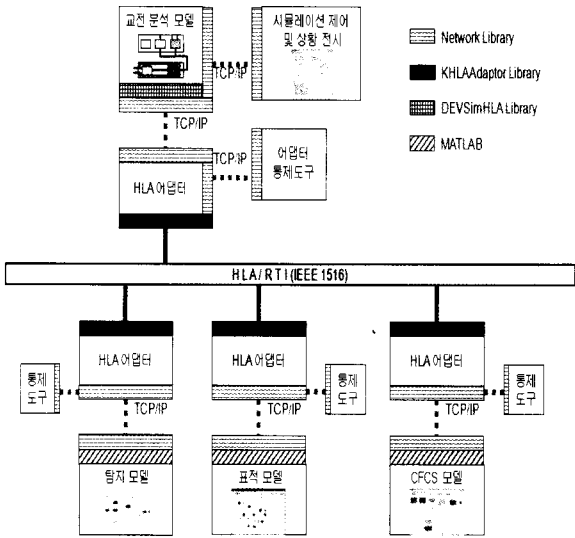 교전 분석 모델
시뮬레이션 제어
및 상황 전시
TCP/IP
Network Library
KHLAAdaptor Library
DEVSimHLA Library
MATLAB
TCP/IP
HLA 어댑터
TCP/IP
어댑터
통제도구
HLA/RTI(IEEE 1516)
HLA 어댑터
HLA 어댑터
HLA 어댑터
통제
도구
통제
도구
통제
도구
TCP/IP
TCP/IP
TCP/IP
탐지 모델
표적 모델
CFCS 모델